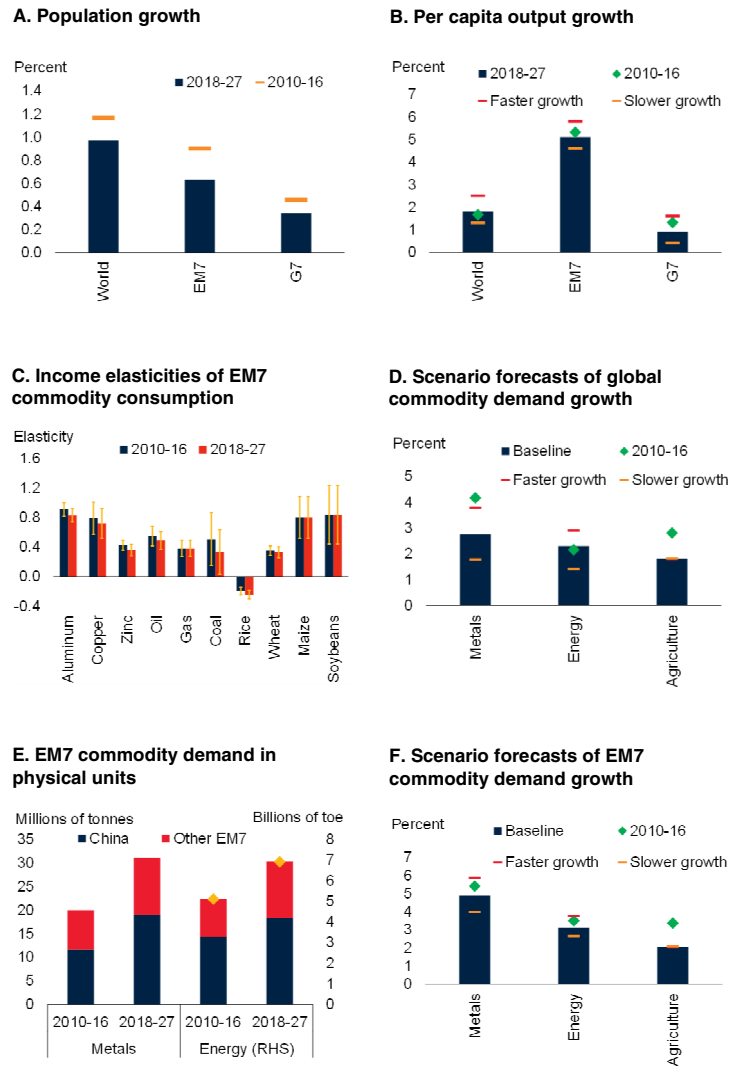 A. Population growth
Percent
1.4
1.2
1.0
0.8
0.6
0.4
0.2
0.0
2018-27
2010-16
World
EM7
G7
B. Per capita output growth
Percent
7
6
5
4
3
2
1
0
2018-27
2010-16
Faster growth
Slower growth
World
EM7
G7
C. Income elasticities of EM7
commodity consumption
Elasticity
1.6
1.2
0.8
0.4
0.0
-0.4
2010-16
2018-27
Aluminum
Copper
Zinc
Oil
Gas
Coal
Rice
Wheat
Maize
Soybeans
D. Scenario forecasts of global
commodity demand growth
Percent
5
4
3
2
1
0
Baseline
2010-16
Faster growth
Slower growth
Metals
Energy
Agriculture
E. EM7 commodity demand in
physical units
Millions of tonnes
Billions of toe
35
30
25
20
15
10
5
0
China
Other EM7
8
7
6
5
4
3
2
1
0
2010-16
2018-27
2010-16
2018-27
Metals
Energy (RHS)
F. Scenario forecasts of EM7
commodity demand growth
Percent
7
6
5
4
3
2
1
0
Baseline
2010-16
Faster growth
Slower growth
Metals
Energy
Agriculture